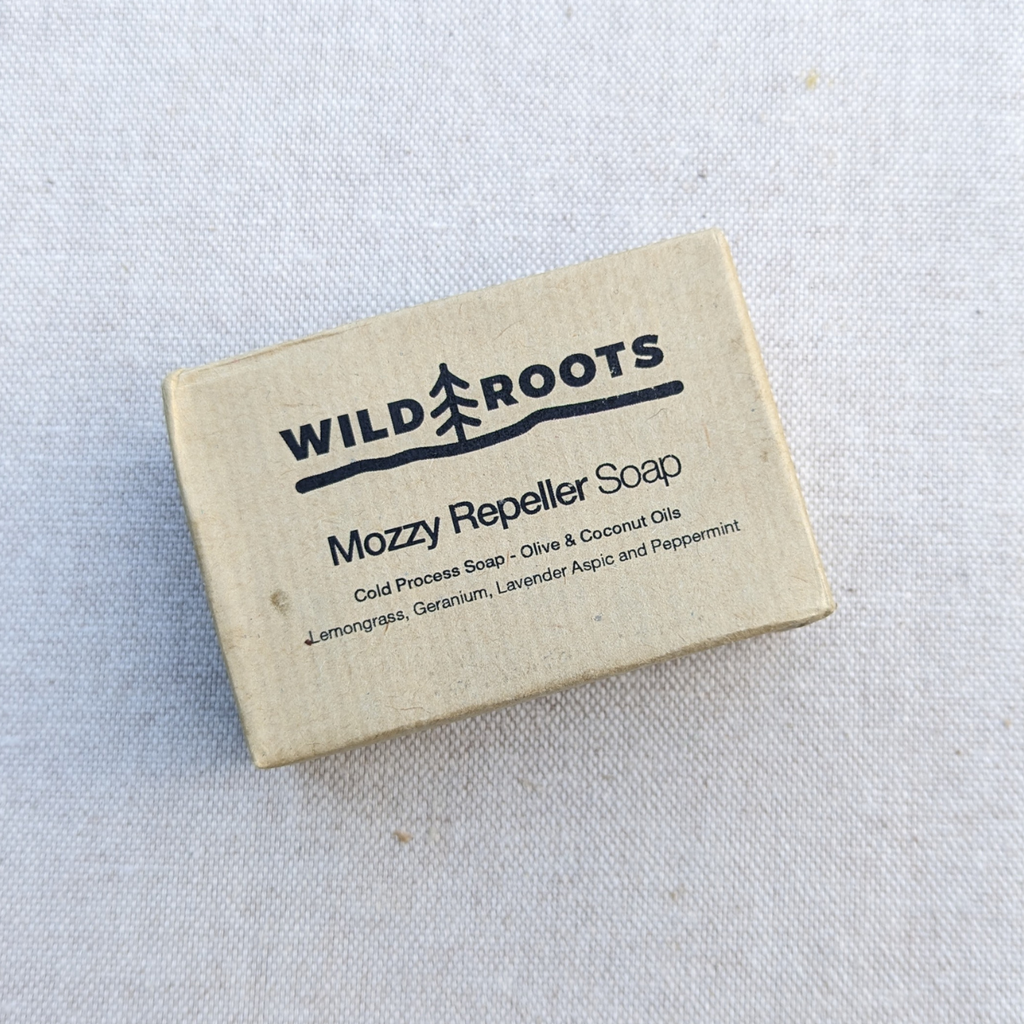 WILD ROOTS
Mozzy Repeller Soap
Cold Process Soap - Olive & Coconut Oils
Lemongrass, Geranium, Lavender Aspic and Peppermint